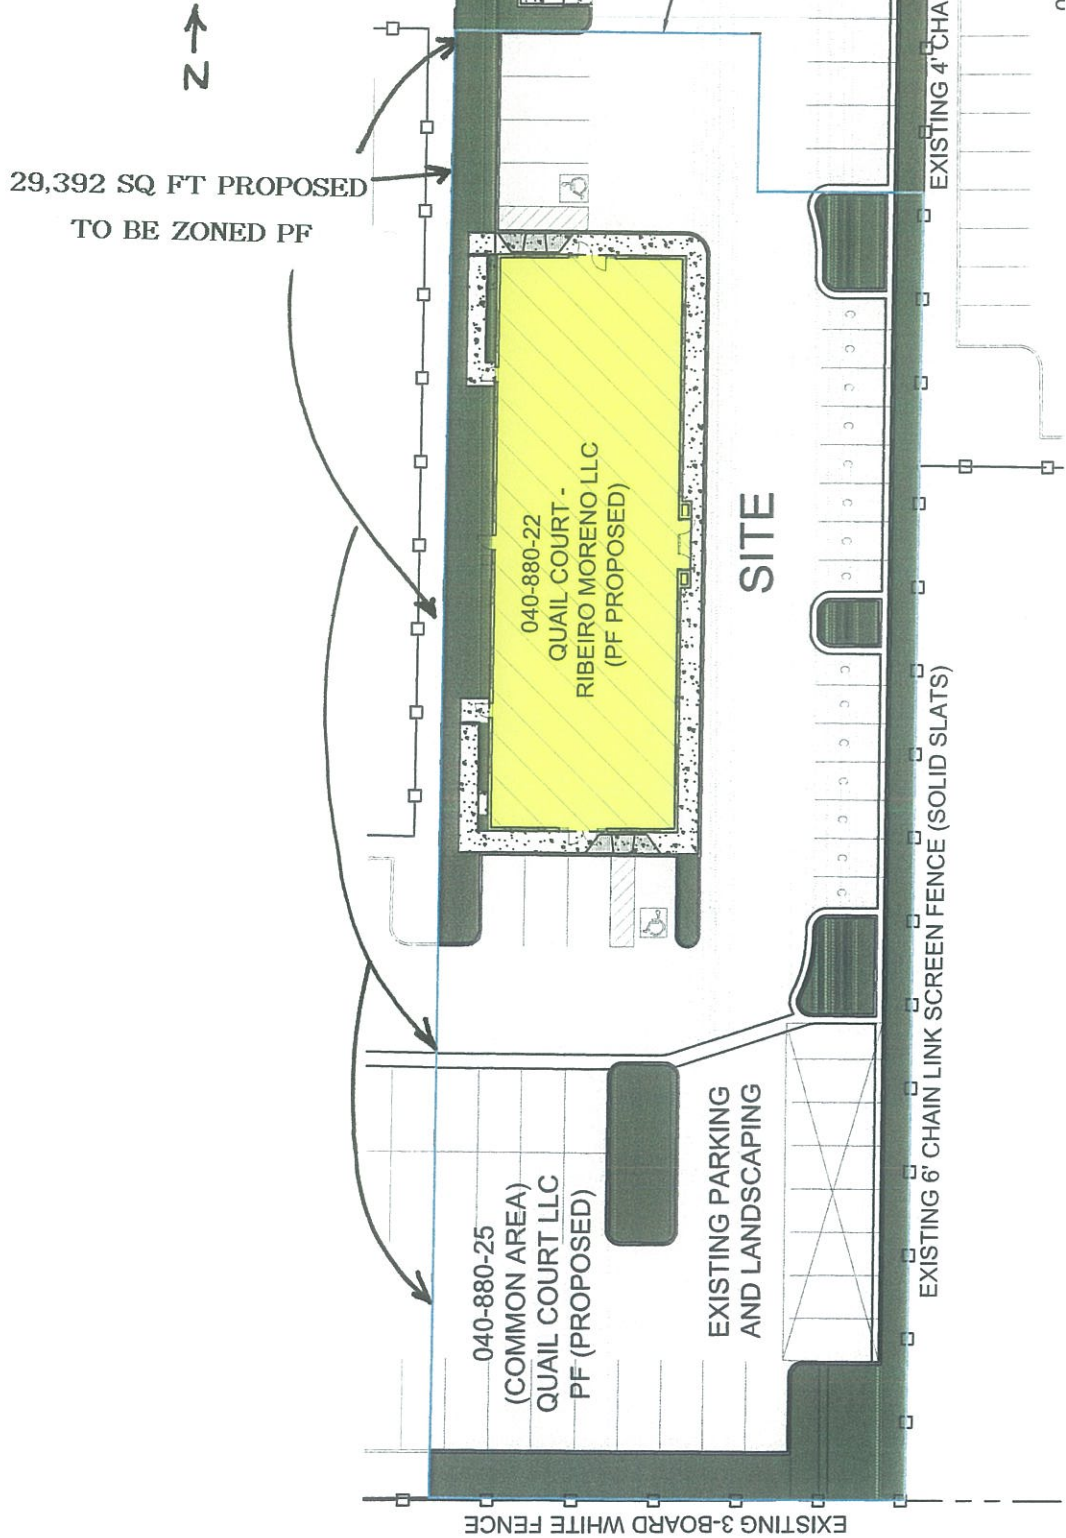 N
29,392 SQ FT PROPOSED
TO BE ZONED PF
EXISTING 4' CHA
040-880-22
QUAIL COURT -
RIBEIRO MORENO LLC
(PF PROPOSED)
SITE
C
C
C
C
C
C
C
C
C
C
C
C
C
C
EXISTING 6' CHAIN LINK SCREEN FENCE (SOLID SLATS)
040-880-25
(COMMON AREA)
QUAIL COURT LLC
PF (PROPOSED)
EXISTING PARKING
AND LANDSCAPING
EXISTING 3-BOARD WHITE FENCE